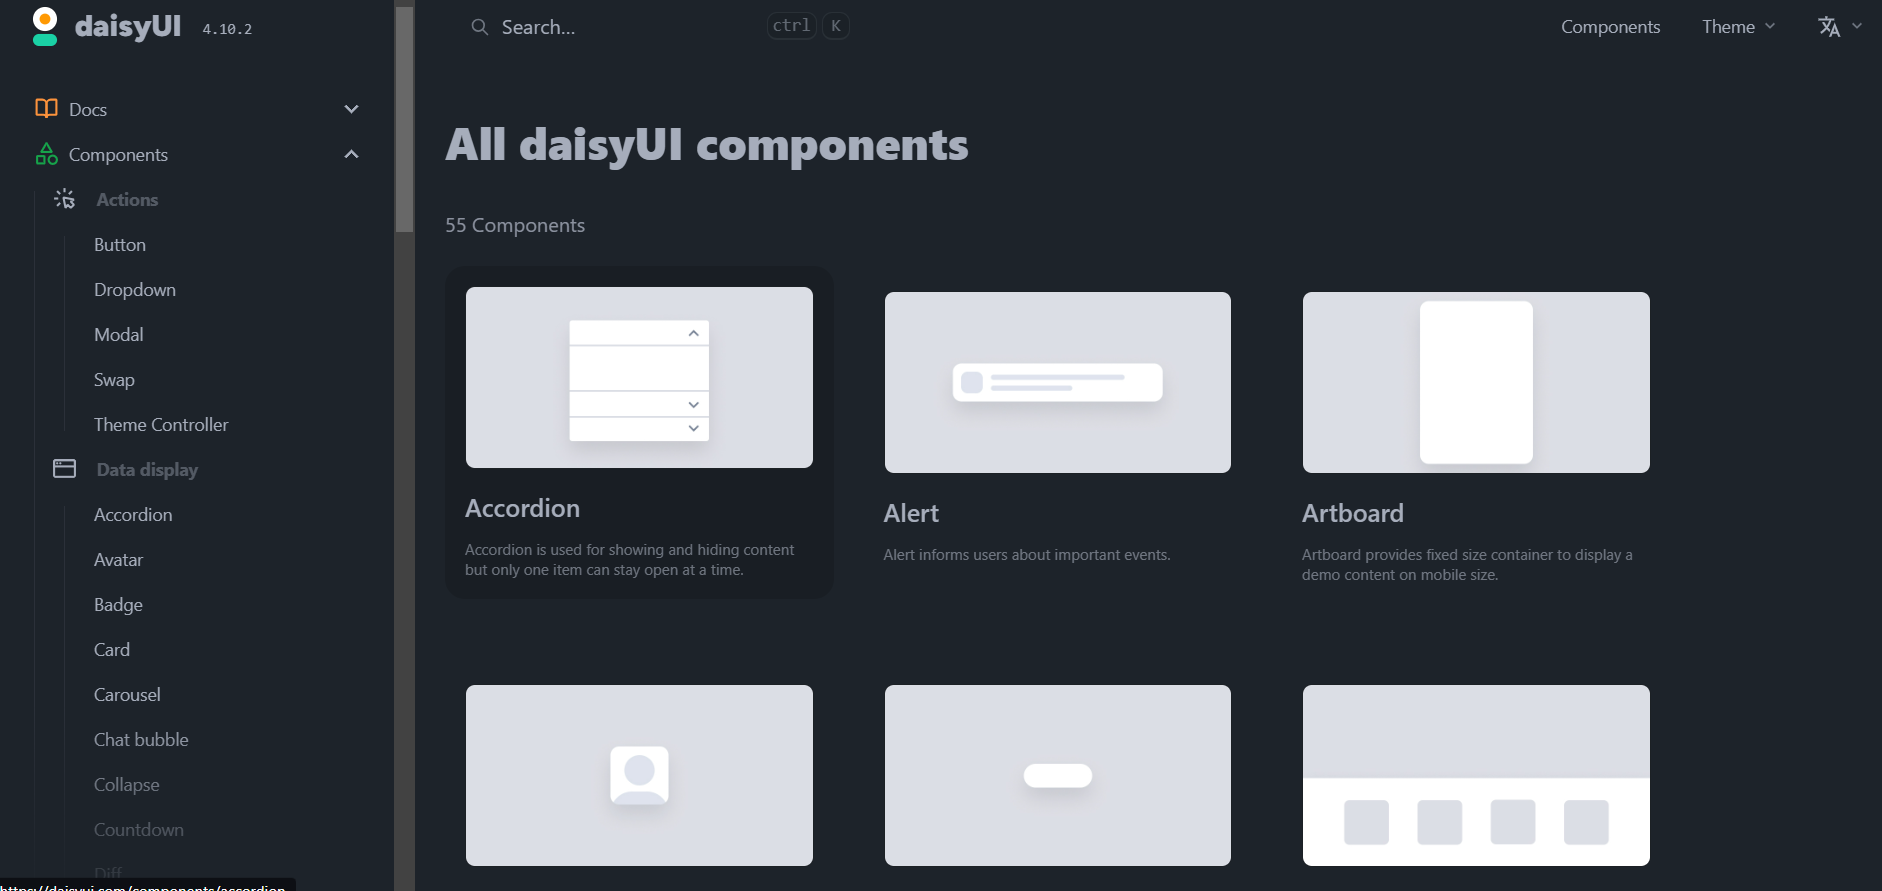 daisyUI 4.10.2
Search...
ctrl K
Components
Theme
Docs
Components
Actions
Button
Dropdown
Modal
Swap
Theme Controller
Data display
Accordion
Avatar
Badge
Card
Carousel
Chat bubble
Collapse
Countdown
Diff
All daisyUI components
55 Components
Accordion
Accordion is used for showing and hiding content
but only one item can stay open at a time.
Alert
Alert informs users about important events.
Artboard
Artboard provides fixed size container to display a
demo content on mobile size.
https://daisyui.com/components/accordion